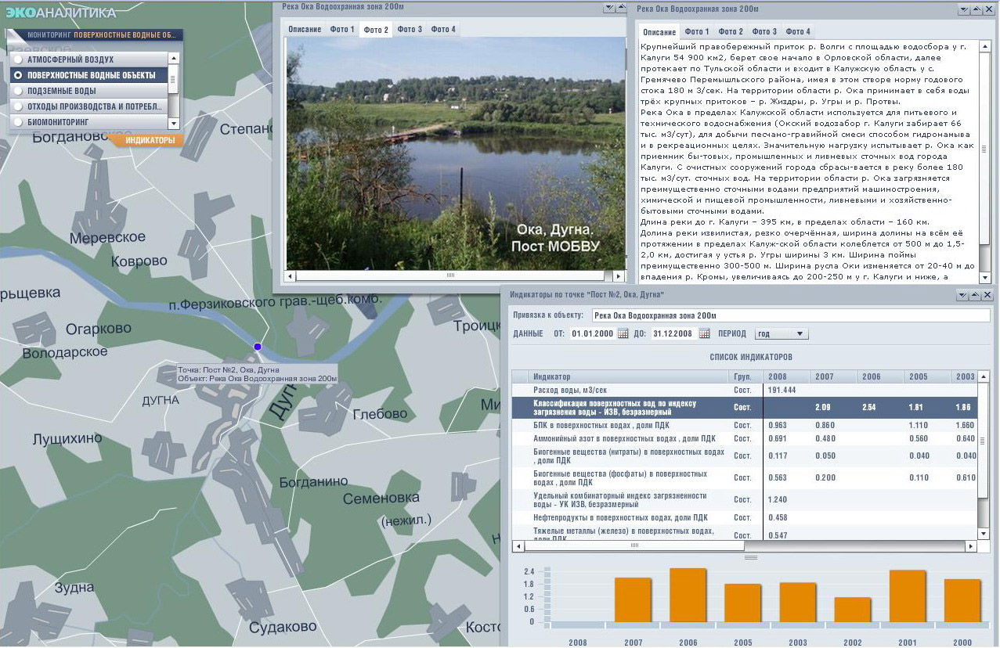 ЭКОАНАЛИТИКА
МОНИТОРИНГ ПОВЕРХНОСТНЫЕ ВОДНЫЕ ОБ...
АТМОСФЕРНЫЙ ВОЗДУХ
ПОВЕРХНОСТНЫЕ ВОДНЫЕ ОБЪЕКТЫ
ПОДЗЕМНЫЕ ВОДЫ
ОТХОДЫ ПРОИЗВОДСТВА И ПОТРЕБЛ...
БИОМОНИТОРИНГ
ИНДИКАТОРЫ
Степано
Меревское
Коврово
п.Ферзиковского грав.-щеб.комб.
Огарково
Володарское
Троицк
Точка: Пост №2, Ока, Дугна
Объект: Река Ока Водоохранная зона 200м
ДУГНА
Дугна
Глебово
Ми
Лущихино
Богданино
Семеновка
(нежил.)
Зудна
Судаково
Косто
Река Ока Водоохранная зона 200м
Описание Фото 1 Фото 2 Фото 3 Фото 4
Ока, Дугна.
Пост МОБВУ
Река Ока Водоохранная зона 200м
Описание Фото 1 Фото 2 Фото 3 Фото 4
Крупнейший правобережный приток р. Волги с площадью водосбора у г.
Калуги 54 900 км2, берет свое начало в Орловской области, далее
протекает по Тульской области и входит в Калужскую область у с.
Гремячево Перемышльского района, имея в этом створе норму годового
стока 180 м 3/сек. На территории области р. Ока принимает в себя воды
трёх крупных притоков – р. Жиздры, р. Угры и р. Протвы.
Река Ока в пределах Калужской области используется для питьевого и
технического водоснабжения (Окский водозабор г. Калуги забирает 66
тыс. м3/сут) для добычи песчано-гравийной смеси способом гидронамыва
и в рекреационных целях. Значительную нагрузку испытывает р. Ока как
приемник бы-товых, промышленных и ливневых сточных вод города
Калуги. С очистных сооружений города сбрасы-вается в реку более 180
тыс. м3/сут. сточных вод. На территории области р. Ока загрязняется
преимущественно сточными водами предприятий машиностроения,
химической и пищевой промышленности, ливневыми и хозяйственно-
бытовыми сточными водами.
Длина реки до г. Калуги – 395 км, в пределах области – 160 км.
Долина реки извилистая, резко очерчённая, ширина долины на всём её
протяжении в пределах Калуж-ской области колеблется от 500 м до 1,5-
2,0 км, достигая у устья р. Угры ширины 3 км. Ширина поймы
преимущественно 300-500 м. Ширина русла Оки изменяется от 20-40 м до
впадения р. Кромы, увеличиваясь до 200-250 м у г. Калуги и ниже, а
Индикаторы по точке "Пост №2, Ока, Дугна"
Привязка к объекту: Река Ока Водоохранная зона 200м
ДАННЫЕ ОТ: 01.01.2000 ДО: 31.12.2008 ПЕРИОД год
СПИСОК ИНДИКАТОРОВ
Индикатор Груп. 2008 2007 2006 2005 2003
Расход воды, м3/сек Сост. 191.444
Классификация поверхностных вод по индексу
загрязнения воды - ИЗВ, безразмерный Сост. 2.09 2.54 1.81 1.86
БПК в поверхностных водах , доли ПДК Сост. 0.963 0.860 1.110 1.660
Аммонийный азот в поверхностных водах , доли ПДК Сост. 0.691 0.480 0.560 0.640
Биогенные вещества (нитраты) в поверхностных водах
, доли ПДК Сост. 0.117 0.050 0.040 0.040
Биогенные вещества (фосфаты) в поверхностных
водах , доли ПДК Сост. 0.563 0.200 0.110 0.610
Удельный комбинаторный индекс загрязненности
воды - УК ИЗВ, безразмерный Сост. 1.240
Нефтепродукты в поверхностных водах, доли ПДК Сост. 0.458
Тяжелые металлы (железо) в поверхностных водах,
доли ПДК Сост. 0.547
2.4
1.8
1.2
0.6
0
2008 2007 2006 2005 2003 2002 2001 2000